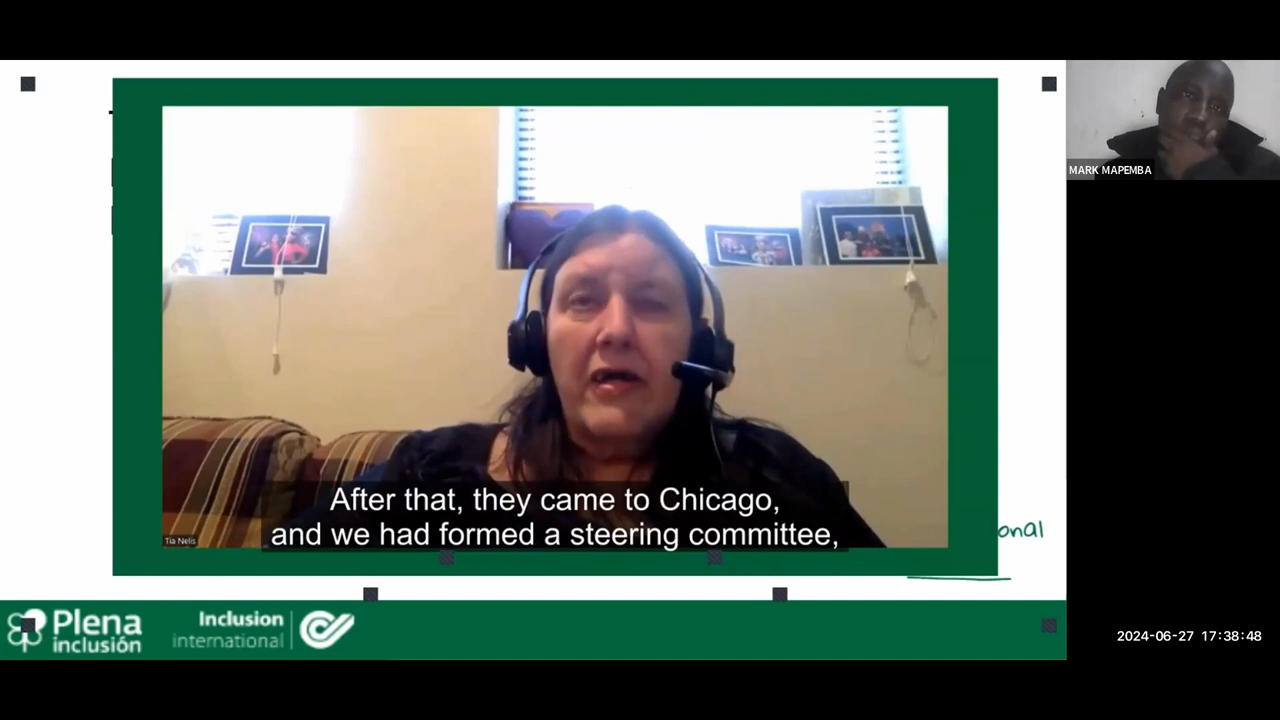 MARK MAPEMBA
After that, they came to Chicago,
and we had formed a steering committee,
Tia Nelis
onal
Plena
inclusión
Inclusion
international
2024-06-27 17:38:48